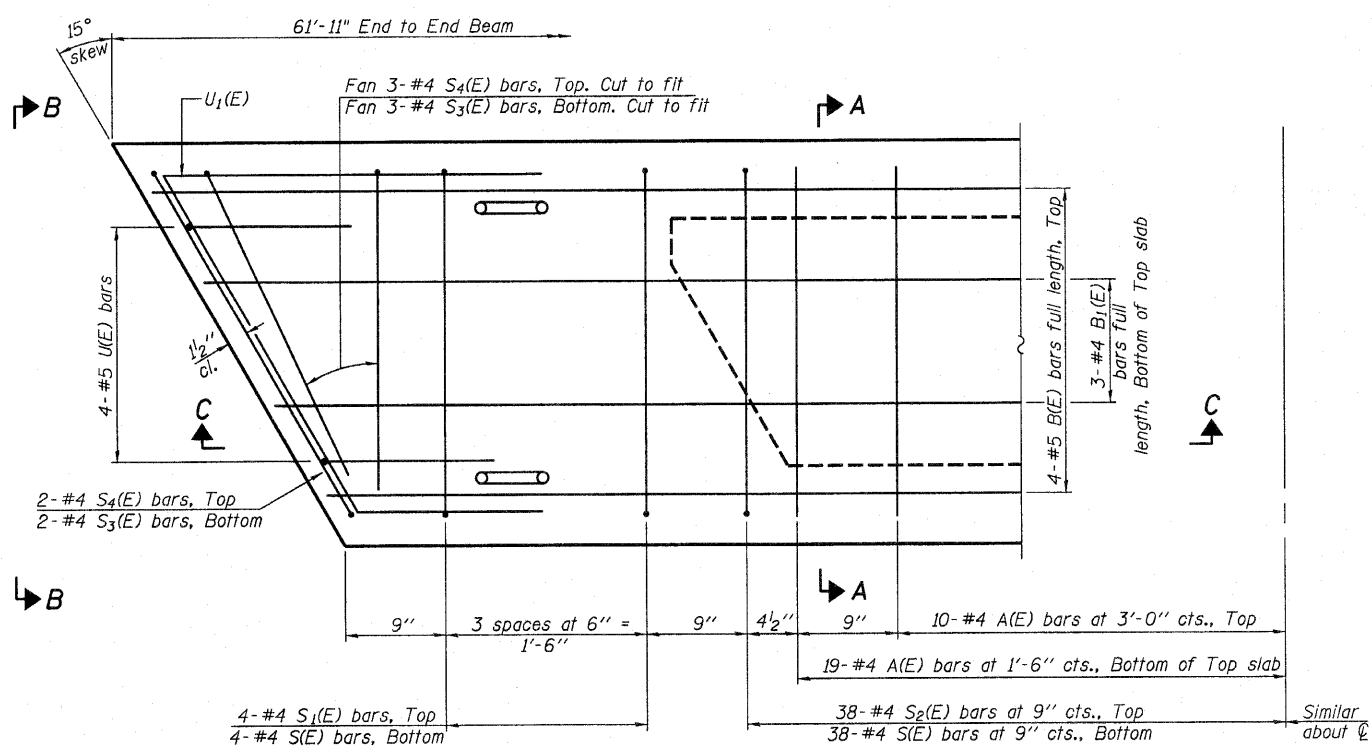 61'-11" End to End Beam
15°
skew
Fan 3-#4 S4(E) bars, Top. Cut to fit
Fan 3-#4 S3(E) bars, Bottom. Cut to fit
U1(E)
B
A
4-#5 U(E) bars
1½"
cl.
C
4-#5 B(E) bars full length, Top
3-#4 B1(E)
bars full
length, Bottom of Top slab
C
2-#4 S4(E) bars, Top
2-#4 S3(E) bars, Bottom
B
A
9"
3 spaces at 6" =
1'-6"
9"
4½"
9"
10-#4 A(E) bars at 3'-0" cts., Top
19-#4 A(E) bars at 1'-6" cts., Bottom of Top slab
4-#4 S1(E) bars, Top
4-#4 S(E) bars, Bottom
38-#4 S2(E) bars at 9" cts., Top
38-#4 S(E) bars at 9" cts., Bottom
Similar
about ℄